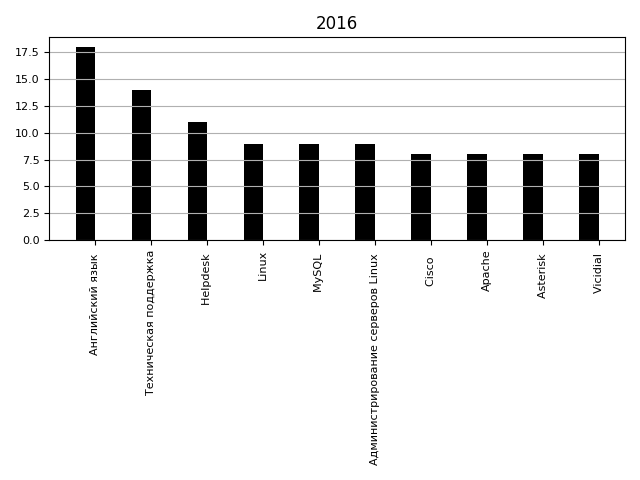 2016
17.5
15.0
12.5
10.0
7.5
5.0
2.5
0.0
Английский язык
Техническая поддержка
Helpdesk
Linux
MySQL
Администрирование серверов Linux
Cisco
Apache
Asterisk
Vicidial